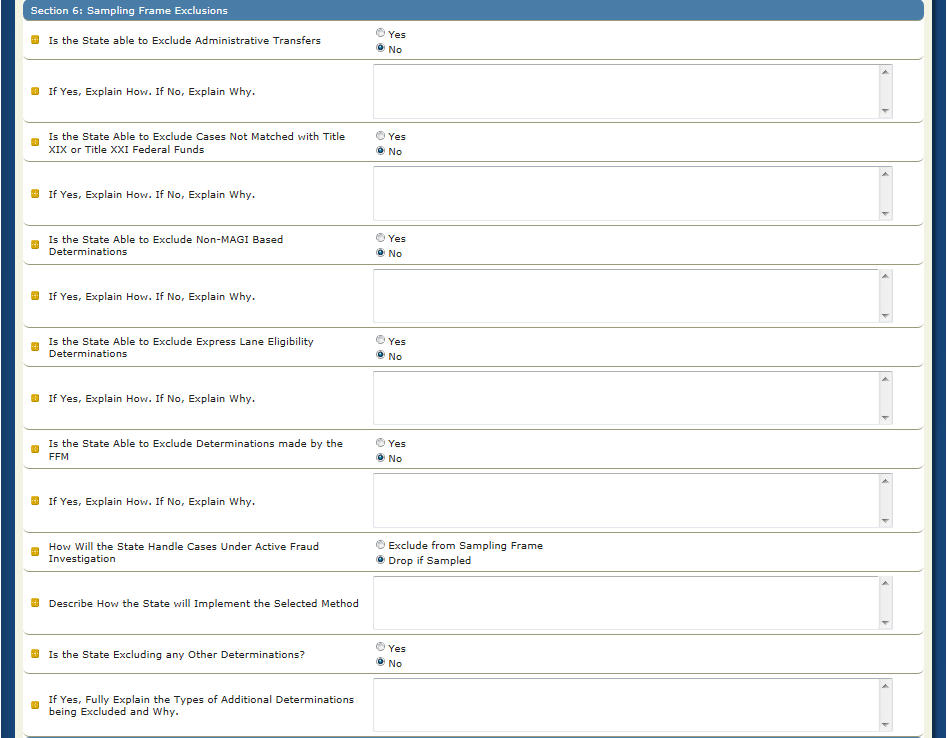 Section 6: Sampling Frame Exclusions
Is the State able to Exclude Administrative Transfers
Yes
No
If Yes, Explain How. If No, Explain Why.
Is the State Able to Exclude Cases Not Matched with Title
XIX or Title XXI Federal Funds
Yes
No
If Yes, Explain How. If No, Explain Why.
Is the State Able to Exclude Non-MAGI Based
Determinations
Yes
No
If Yes, Explain How. If No, Explain Why.
Is the State Able to Exclude Express Lane Eligibility
Determinations
Yes
No
If Yes, Explain How. If No, Explain Why.
Is the State Able to Exclude Determinations made by the
FFM
Yes
No
If Yes, Explain How. If No, Explain Why.
How Will the State Handle Cases Under Active Fraud
Investigation
Exclude from Sampling Frame
Drop if Sampled
Describe How the State will Implement the Selected Method
Is the State Excluding any Other Determinations?
Yes
No
If Yes, Fully Explain the Types of Additional Determinations
being Excluded and Why.